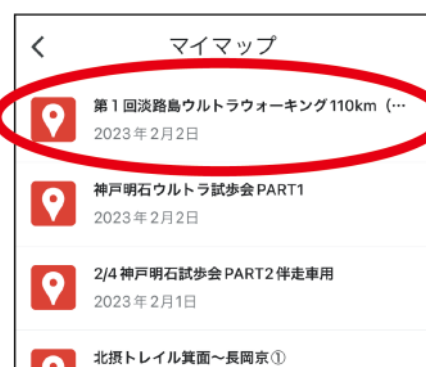 マイマップ
第1回淡路島ウルトラウォーキング110km（…
2023年2月2日
神戸明石ウルトラ試歩会PART1
2023年2月2日
2/4神戸明石試歩会PART2伴走車用
2023年2月1日
北摂トレイル箕面〜長岡京①